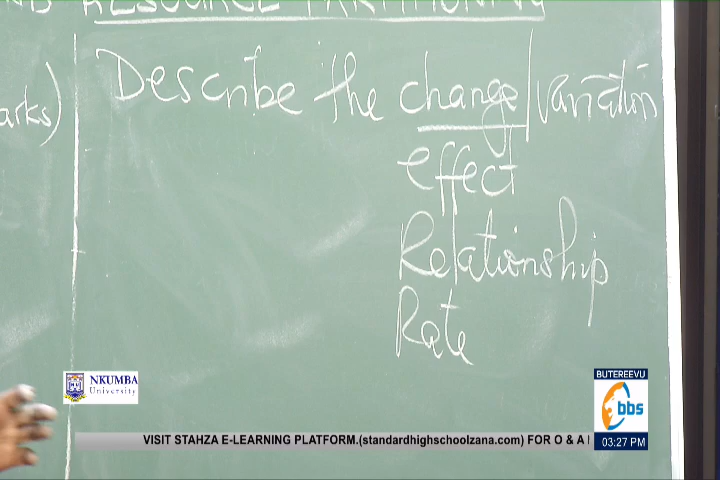 RESOURCE PARTITIONING
arks)
Describe the change/variation
effect
Relationship
Rate
NKUMBA
University
BUTEREEVU
bbs
VISIT STAHZA E-LEARNING PLATFORM.(standardhighschoolzana.com) FOR O & A
03:27 PM